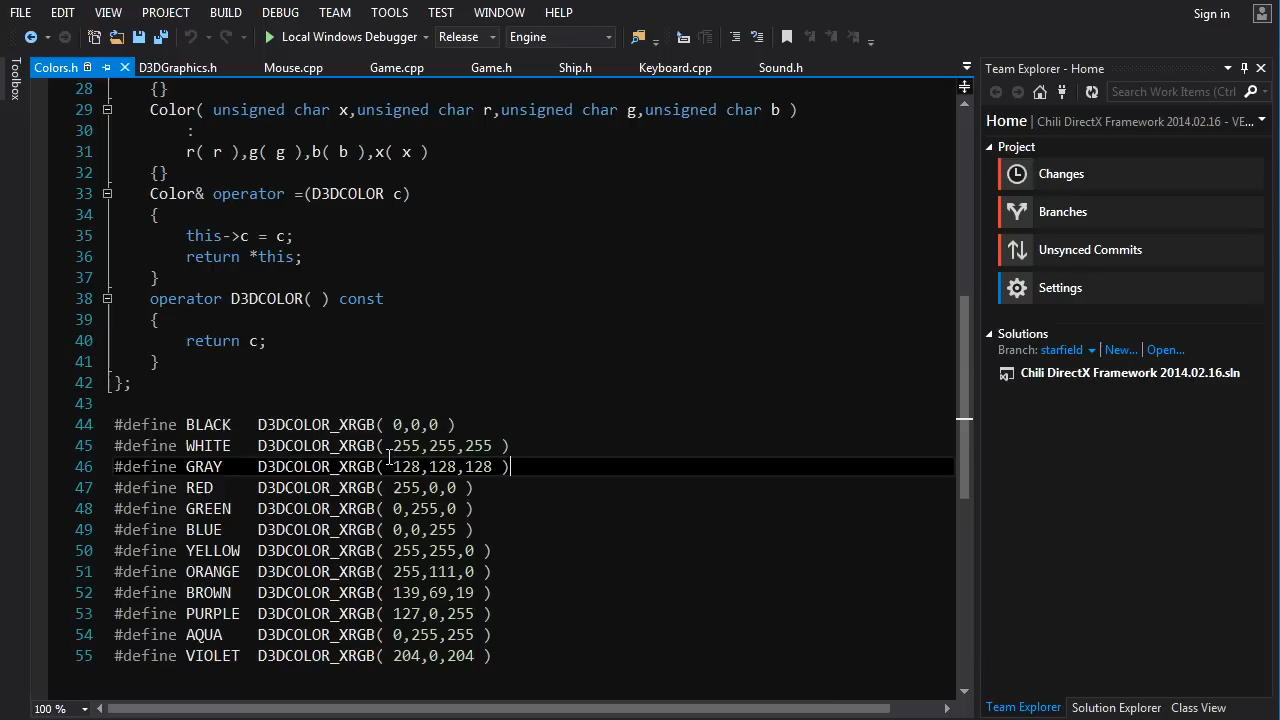 FILE EDIT VIEW PROJECT BUILD DEBUG TEAM TOOLS TEST WINDOW HELP Sign in
Local Windows Debugger Release Engine
Toolbox
Colors.h D3DGraphics.h Mouse.cpp Game.cpp Game.h Ship.h Keyboard.cpp Sound.h
28 {}
29 Color( unsigned char x,unsigned char r,unsigned char g,unsigned char b )
30 :
31 r( r ),g( g ),b( b ),x( x )
32 {}
33 Color& operator =(D3DCOLOR c)
34 {
35 this->c = c;
36 return *this;
37 }
38 operator D3DCOLOR( ) const
39 {
40 return c;
41 }
42 };
43
44 #define BLACK D3DCOLOR_XRGB( 0,0,0 )
45 #define WHITE D3DCOLOR_XRGB( 255,255,255 )
46 #define GRAY D3DCOLOR_XRGB( 128,128,128 )
47 #define RED D3DCOLOR_XRGB( 255,0,0 )
48 #define GREEN D3DCOLOR_XRGB( 0,255,0 )
49 #define BLUE D3DCOLOR_XRGB( 0,0,255 )
50 #define YELLOW D3DCOLOR_XRGB( 255,255,0 )
51 #define ORANGE D3DCOLOR_XRGB( 255,111,0 )
52 #define BROWN D3DCOLOR_XRGB( 139,69,19 )
53 #define PURPLE D3DCOLOR_XRGB( 127,0,255 )
54 #define AQUA D3DCOLOR_XRGB( 0,255,255 )
55 #define VIOLET D3DCOLOR_XRGB( 204,0,204 )
100 %
Team Explorer - Home
Search Work Items (Ctrl
Home Chili DirectX Framework 2014.02.16 - VE...
Project
Changes
Branches
Unsynced Commits
Settings
Solutions
Branch: starfield New... Open...
Chili DirectX Framework 2014.02.16.sln
Team Explorer Solution Explorer Class View